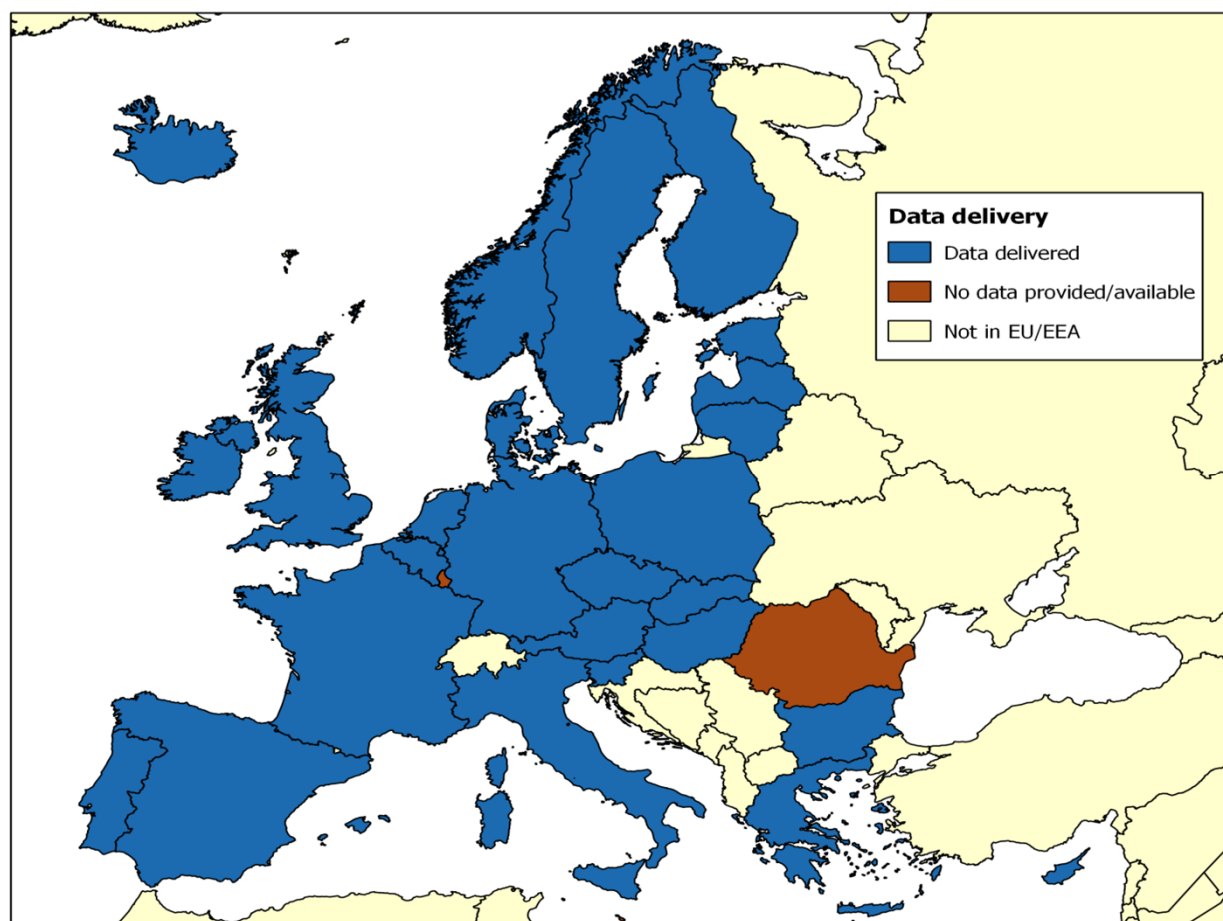 Data delivery
Data delivered
No data provided/available
Not in EU/EEA